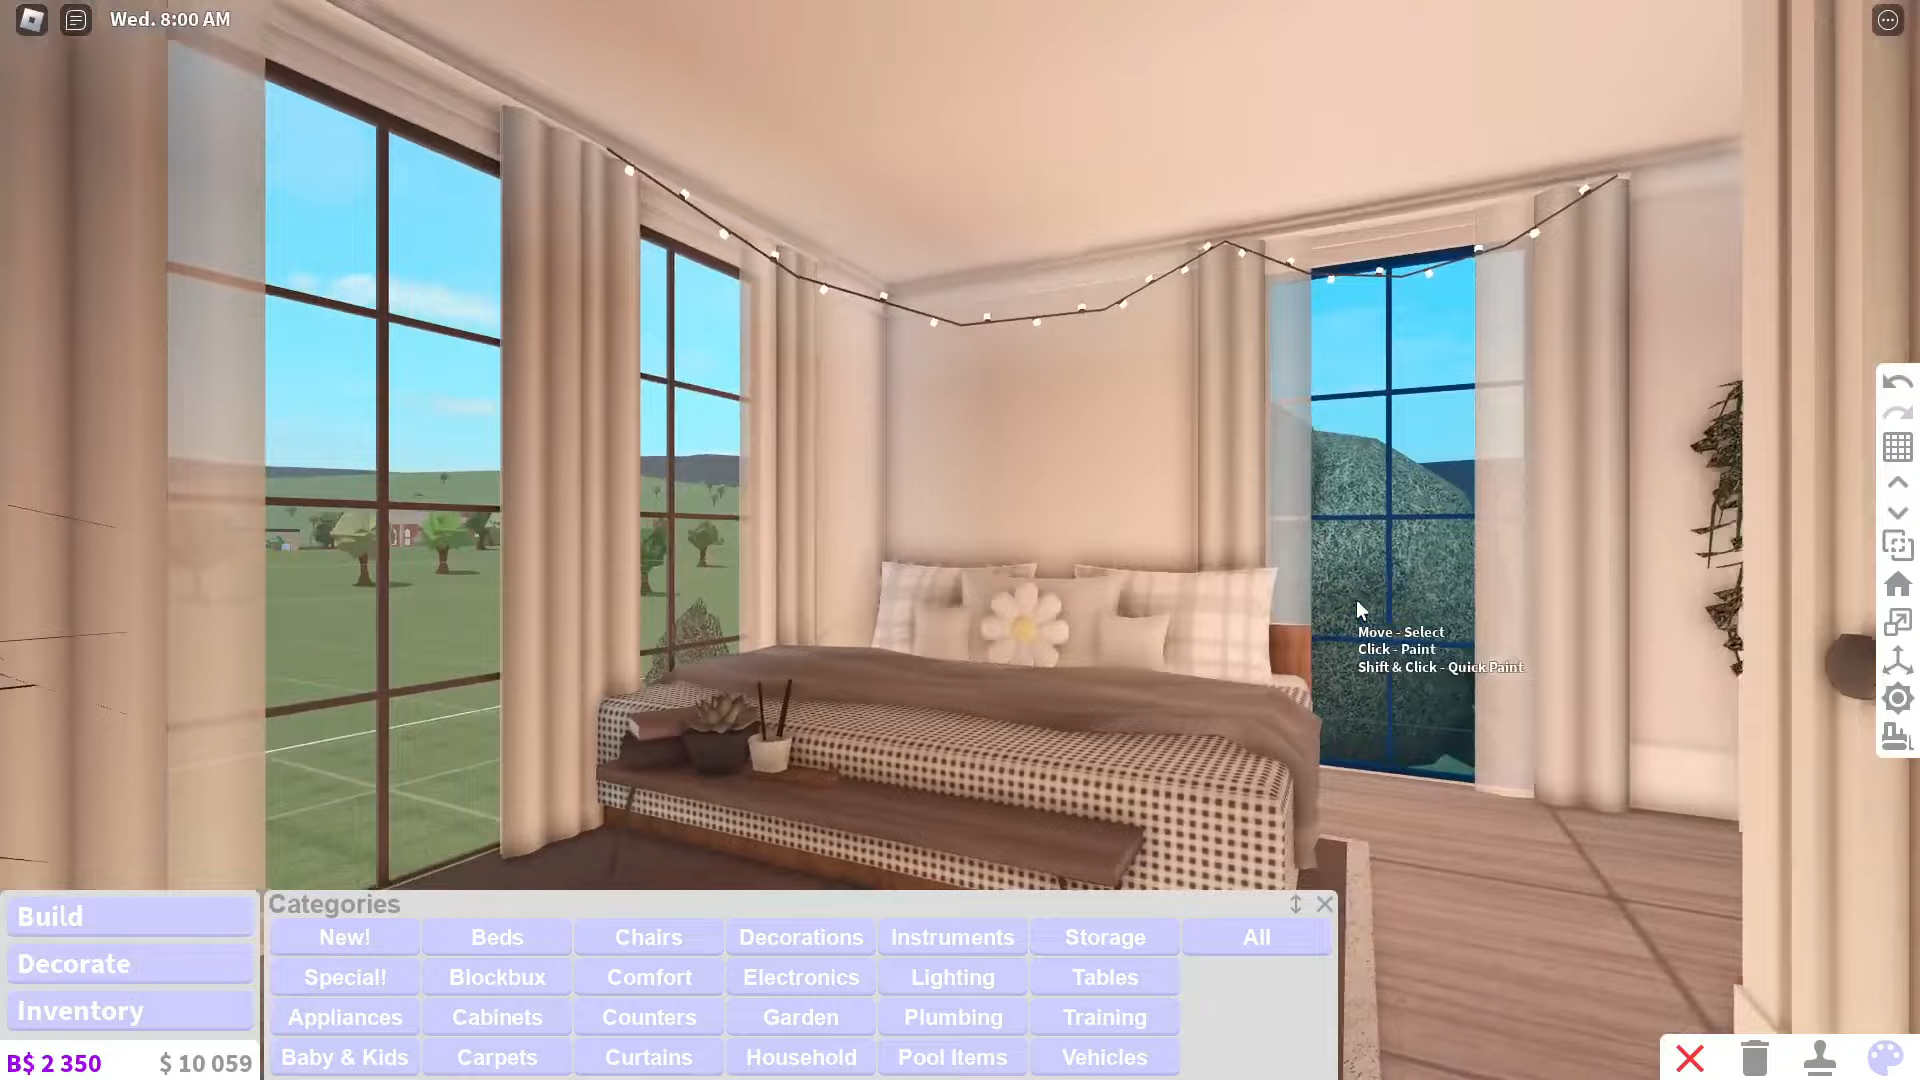 Wed. 8:00 AM
Move - Select
Click - Paint
Shift & Click - Quick Paint
Build
Decorate
Inventory
B$ 2 350
$ 10 059
Categories
New!
Beds
Chairs
Decorations
Instruments
Storage
All
Special!
Blockbux
Comfort
Electronics
Lighting
Tables
Appliances
Cabinets
Counters
Garden
Plumbing
Training
Baby & Kids
Carpets
Curtains
Household
Pool Items
Vehicles